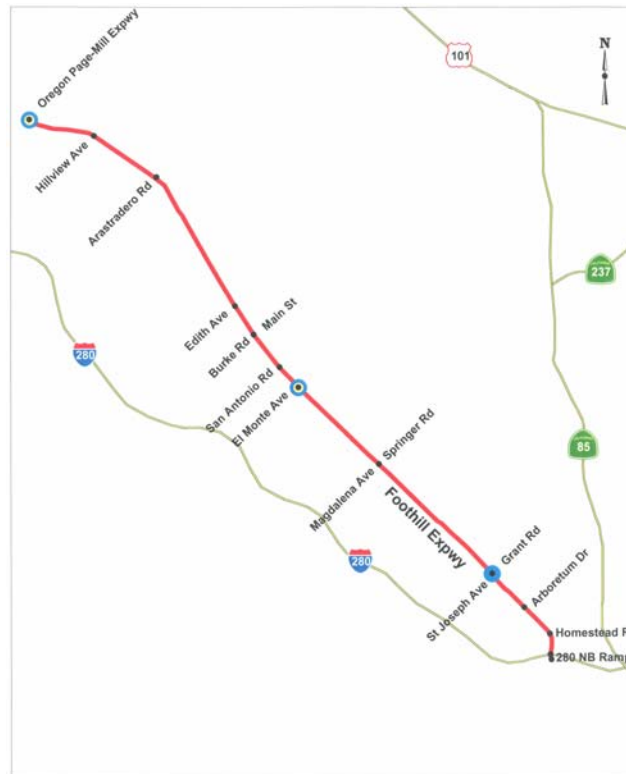 101
N
Oregon Page-Mill Expwy
Hillview Ave
Arastradero Rd
237
Edith Ave
Main St
Burke Rd
280
San Antonio Rd
El Monte Ave
Springer Rd
85
Magdalena Ave
Foothill Expwy
Grant Rd
280
St Joseph Ave
Arboretum Dr
Homestead R
280 NB Ramp